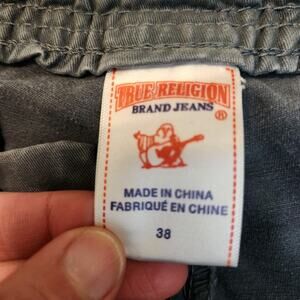 TRUE RELIGION
BRAND JEANS ®
MADE IN CHINA
FABRIQUÉ EN CHINE
38